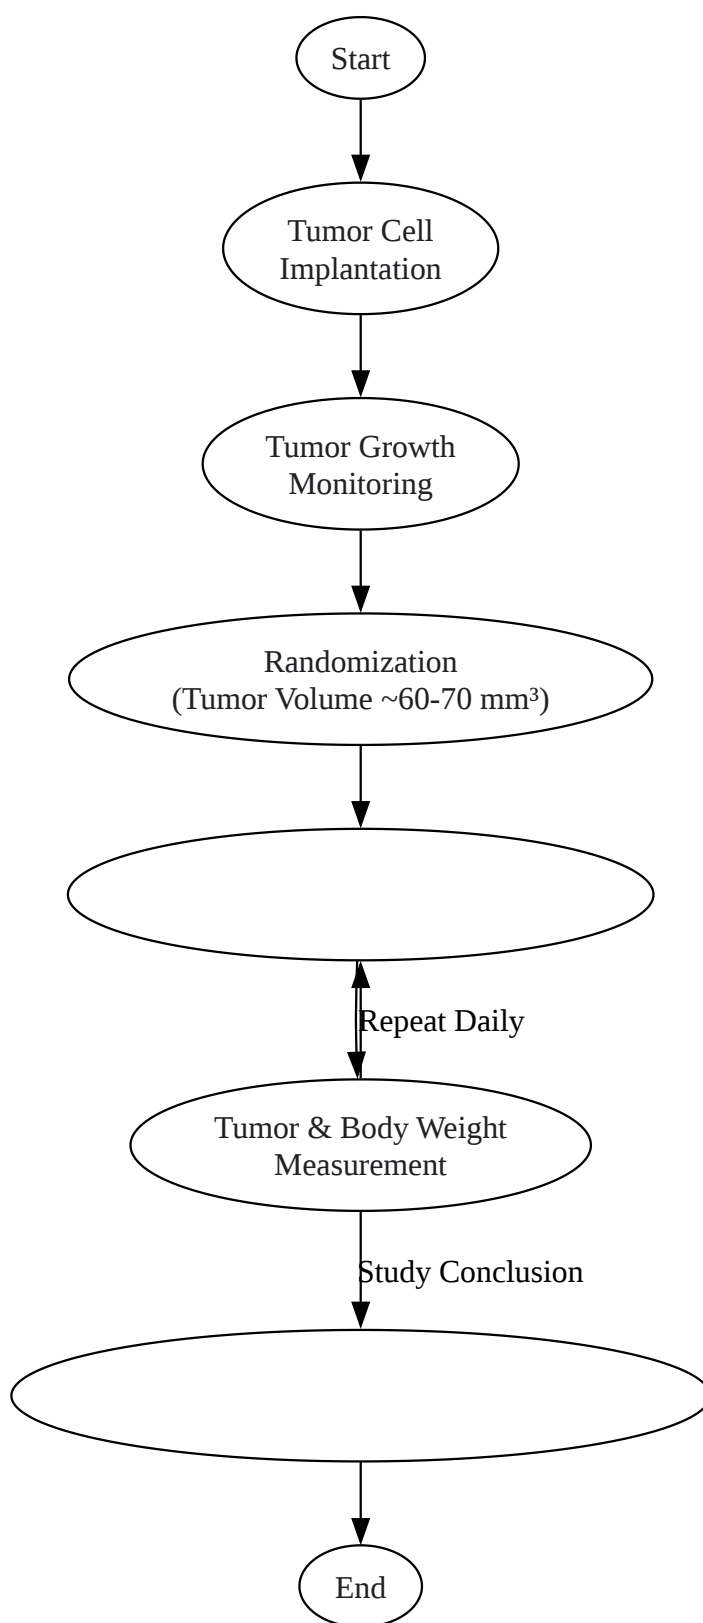 Start
Tumor Cell
Implantation
Tumor Growth
Monitoring
Randomization
(Tumor Volume ~60-70 mm³)
Repeat Daily
Tumor & Body Weight
Measurement
Study Conclusion
End